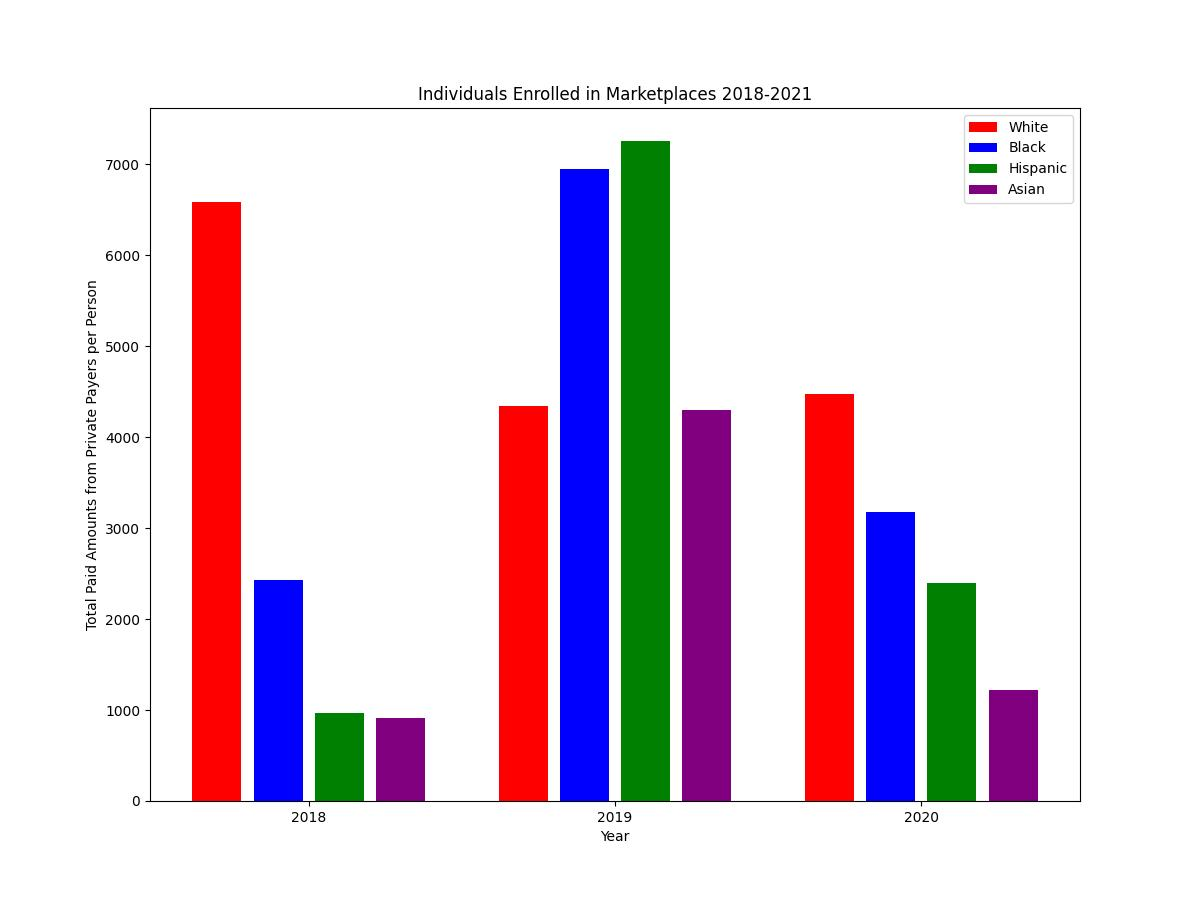 Individuals Enrolled in Marketplaces 2018-2021
White
Black
Hispanic
Asian
Total Paid Amounts from Private Payers per Person
7000
6000
5000
4000
3000
2000
1000
0
2018
2019
2020
Year